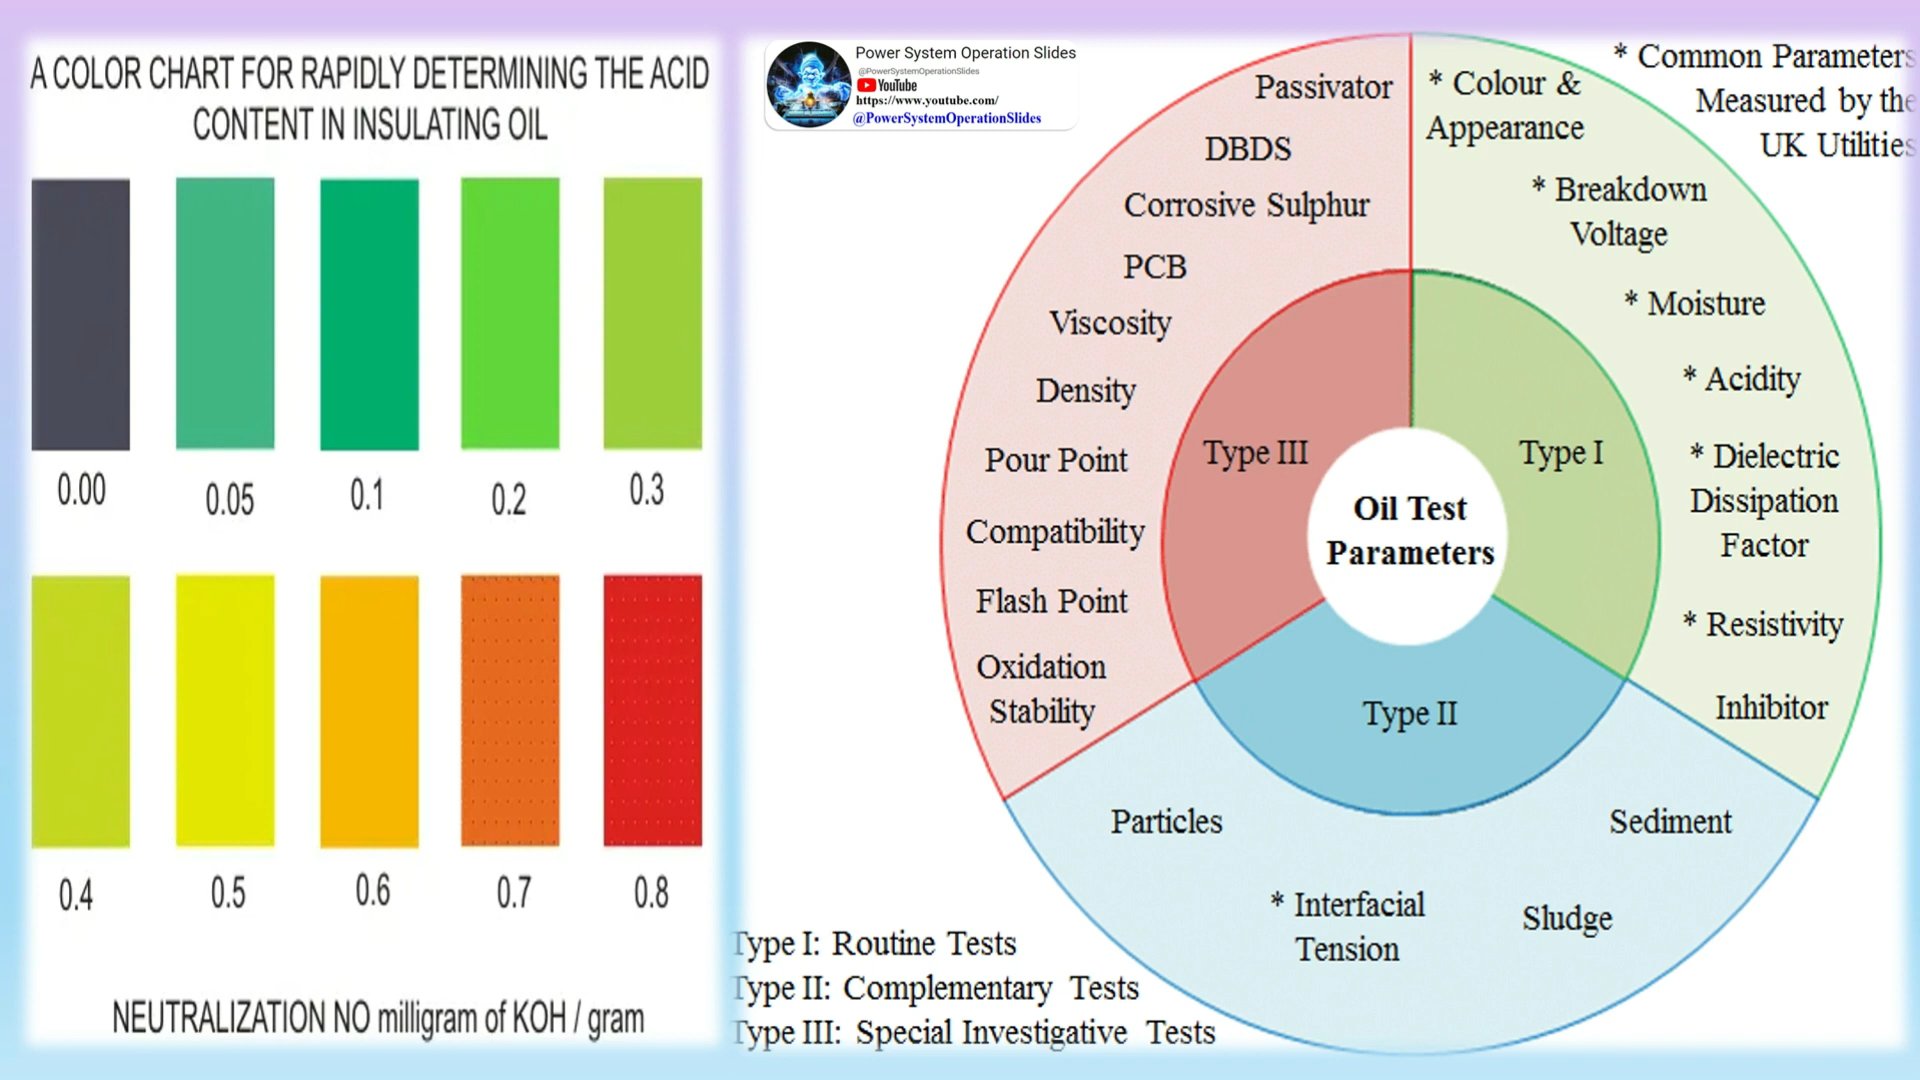 A COLOR CHART FOR RAPIDLY DETERMINING THE ACID
CONTENT IN INSULATING OIL
0.00
0.05
0.1
0.2
0.3
0.4
0.5
0.6
0.7
0.8
NEUTRALIZATION NO milligram of KOH / gram
Power System Operation Slides
@PowerSystemOperationSlides
YouTube
https://www.youtube.com/
@PowerSystemOperationSlides
* Common Parameters
Measured by the
UK Utilities
Passivator
DBDS
Corrosive Sulphur
PCB
Viscosity
Density
Pour Point
Compatibility
Flash Point
Oxidation
Stability
Type III
* Colour &
Appearance
* Breakdown
Voltage
* Moisture
* Acidity
* Dielectric
Dissipation
Factor
* Resistivity
Inhibitor
Type I
Oil Test
Parameters
Type II
Particles
* Interfacial
Tension
Sludge
Sediment
Type I: Routine Tests
Type II: Complementary Tests
Type III: Special Investigative Tests